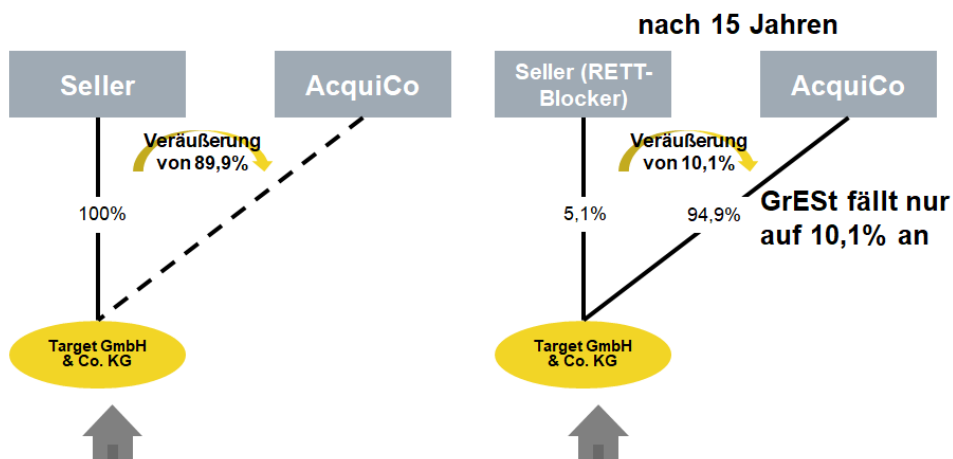 nach 15 Jahren
Seller
AcquiCo
Seller (RETT-
Blocker)
AcquiCo
Veräußerung
von 89,9%
Veräußerung
von 10,1%
100%
5,1%
94,9%
GrESt fällt nur
auf 10,1% an
Target GmbH
& Co. KG
Target GmbH
& Co. KG